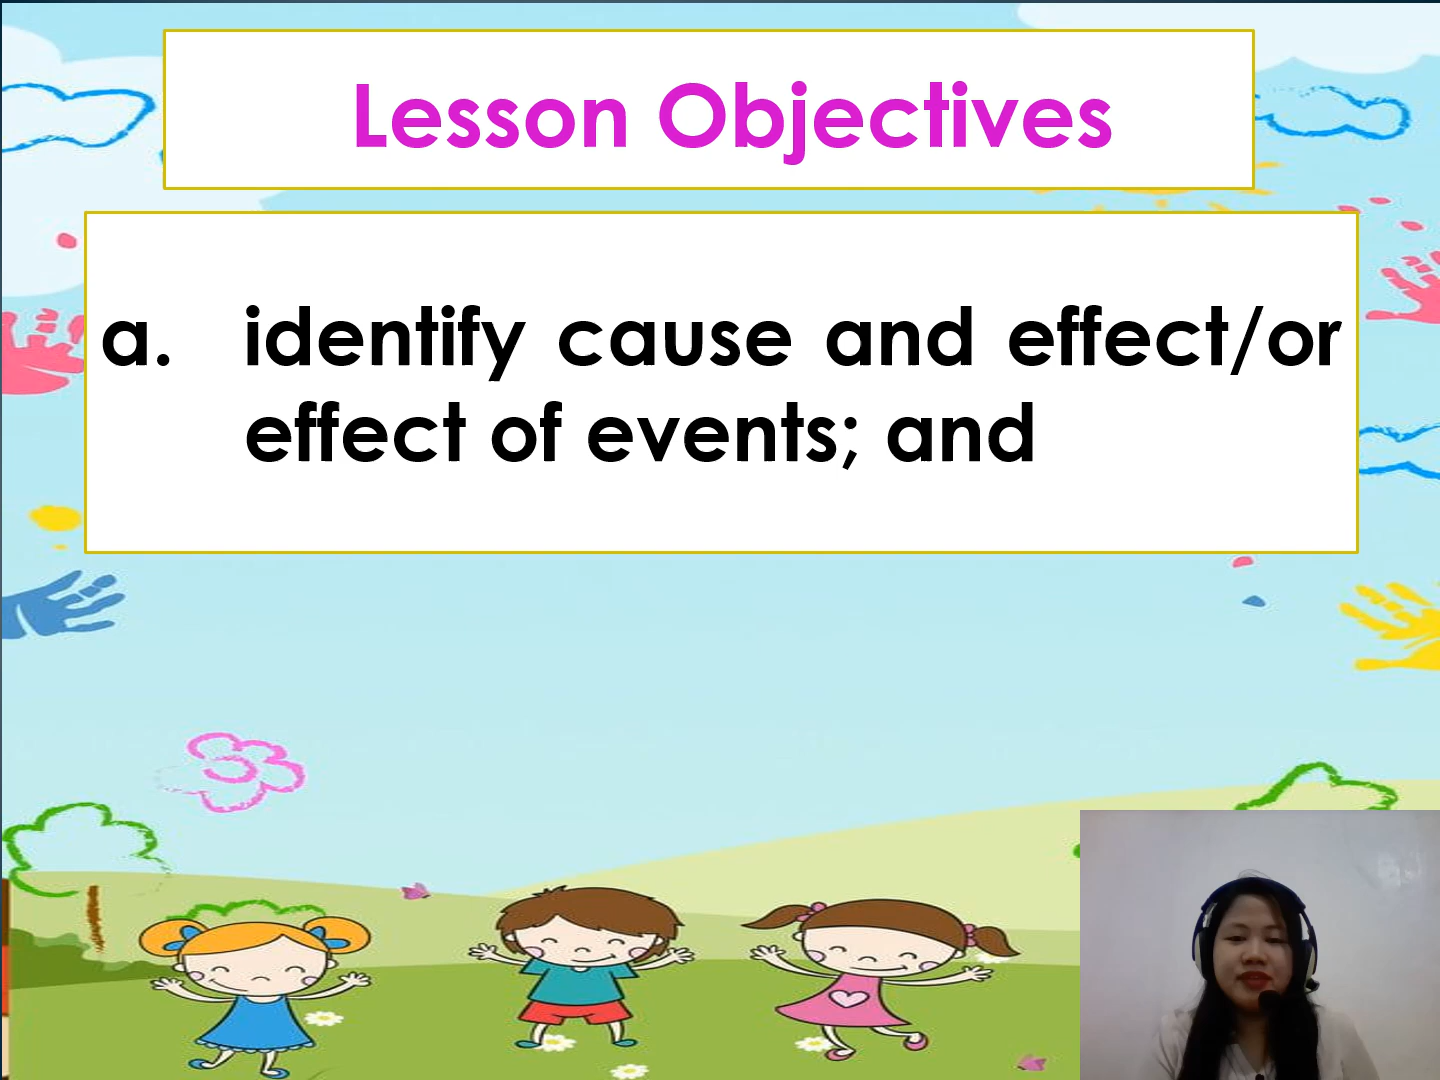 Lesson Objectives
a. identify cause and effect/or
effect of events; and